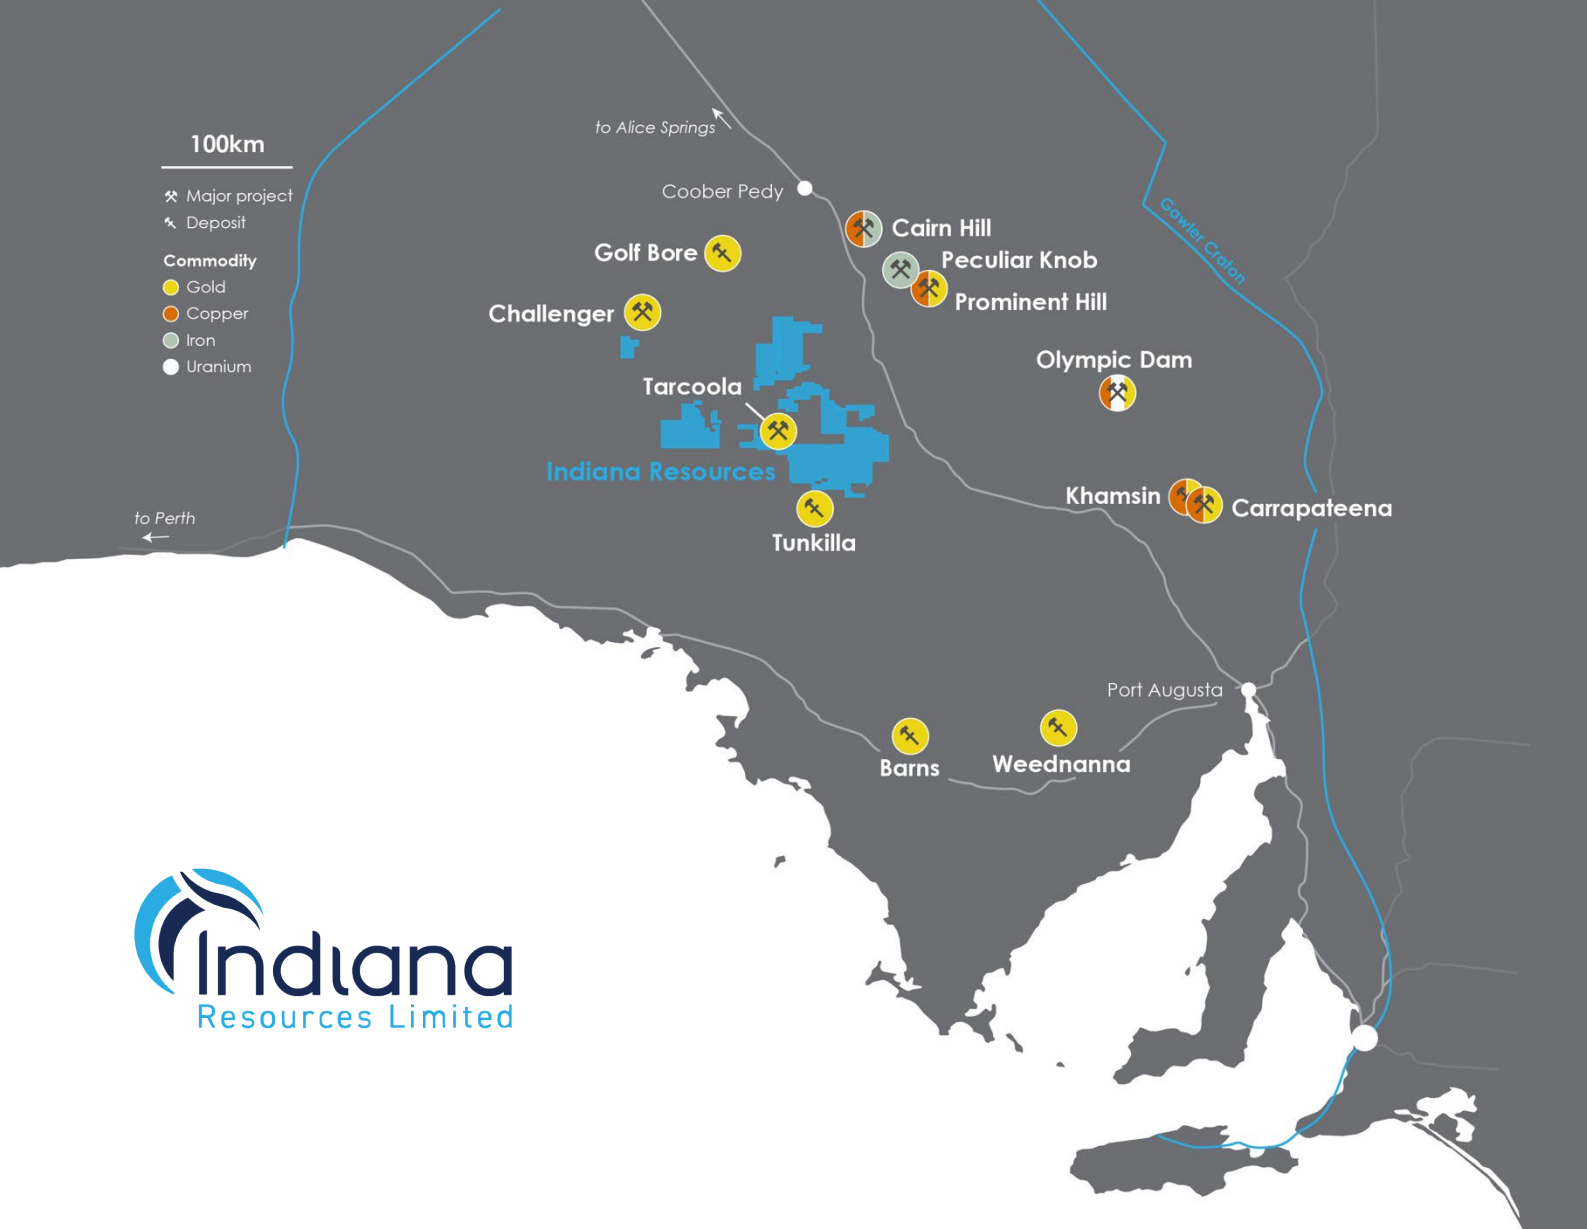 to Alice Springs
100km
Major project
Deposit
Commodity
Gold
Copper
Iron
Uranium
Coober Pedy
Cairn Hill
Golf Bore
Peculiar Knob
Prominent Hill
Gawler Craton
Challenger
Olympic Dam
Tarcoola
Indiana Resources
Khamsin
Carrapateena
to Perth
Tunkilla
Port Augusta
Barns
Weednanna
Indiana
Resources Limited